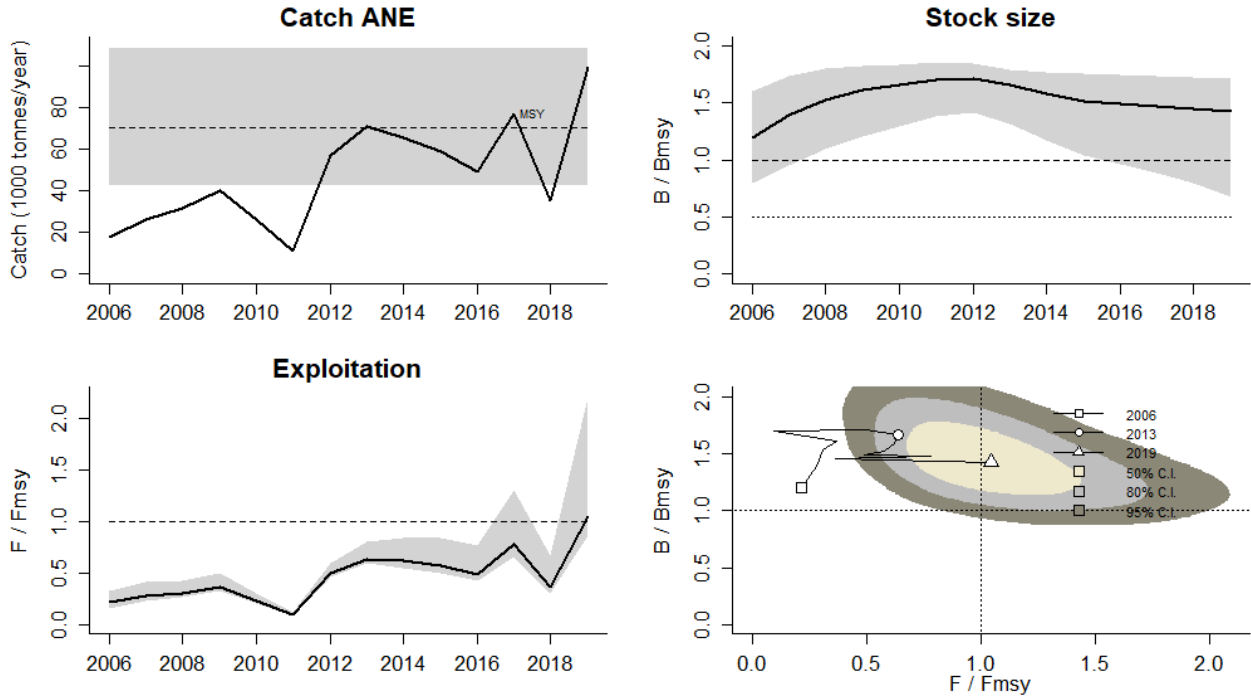 Catch ANE
Catch (1000 tonnes/year)
0 20 40 60 80
MSY
2006 2008 2010 2012 2014 2016 2018
Stock size
B / Bmsy
0.0 0.5 1.0 1.5 2.0
2006 2008 2010 2012 2014 2016 2018
Exploitation
F / Fmsy
0.0 0.5 1.0 1.5 2.0
2006 2008 2010 2012 2014 2016 2018
B / Bmsy
0.0 0.5 1.0 1.5 2.0
2006
2013
2019
50% C.I.
80% C.I.
95% C.I.
0.0 0.5 1.0 1.5 2.0
F / Fmsy